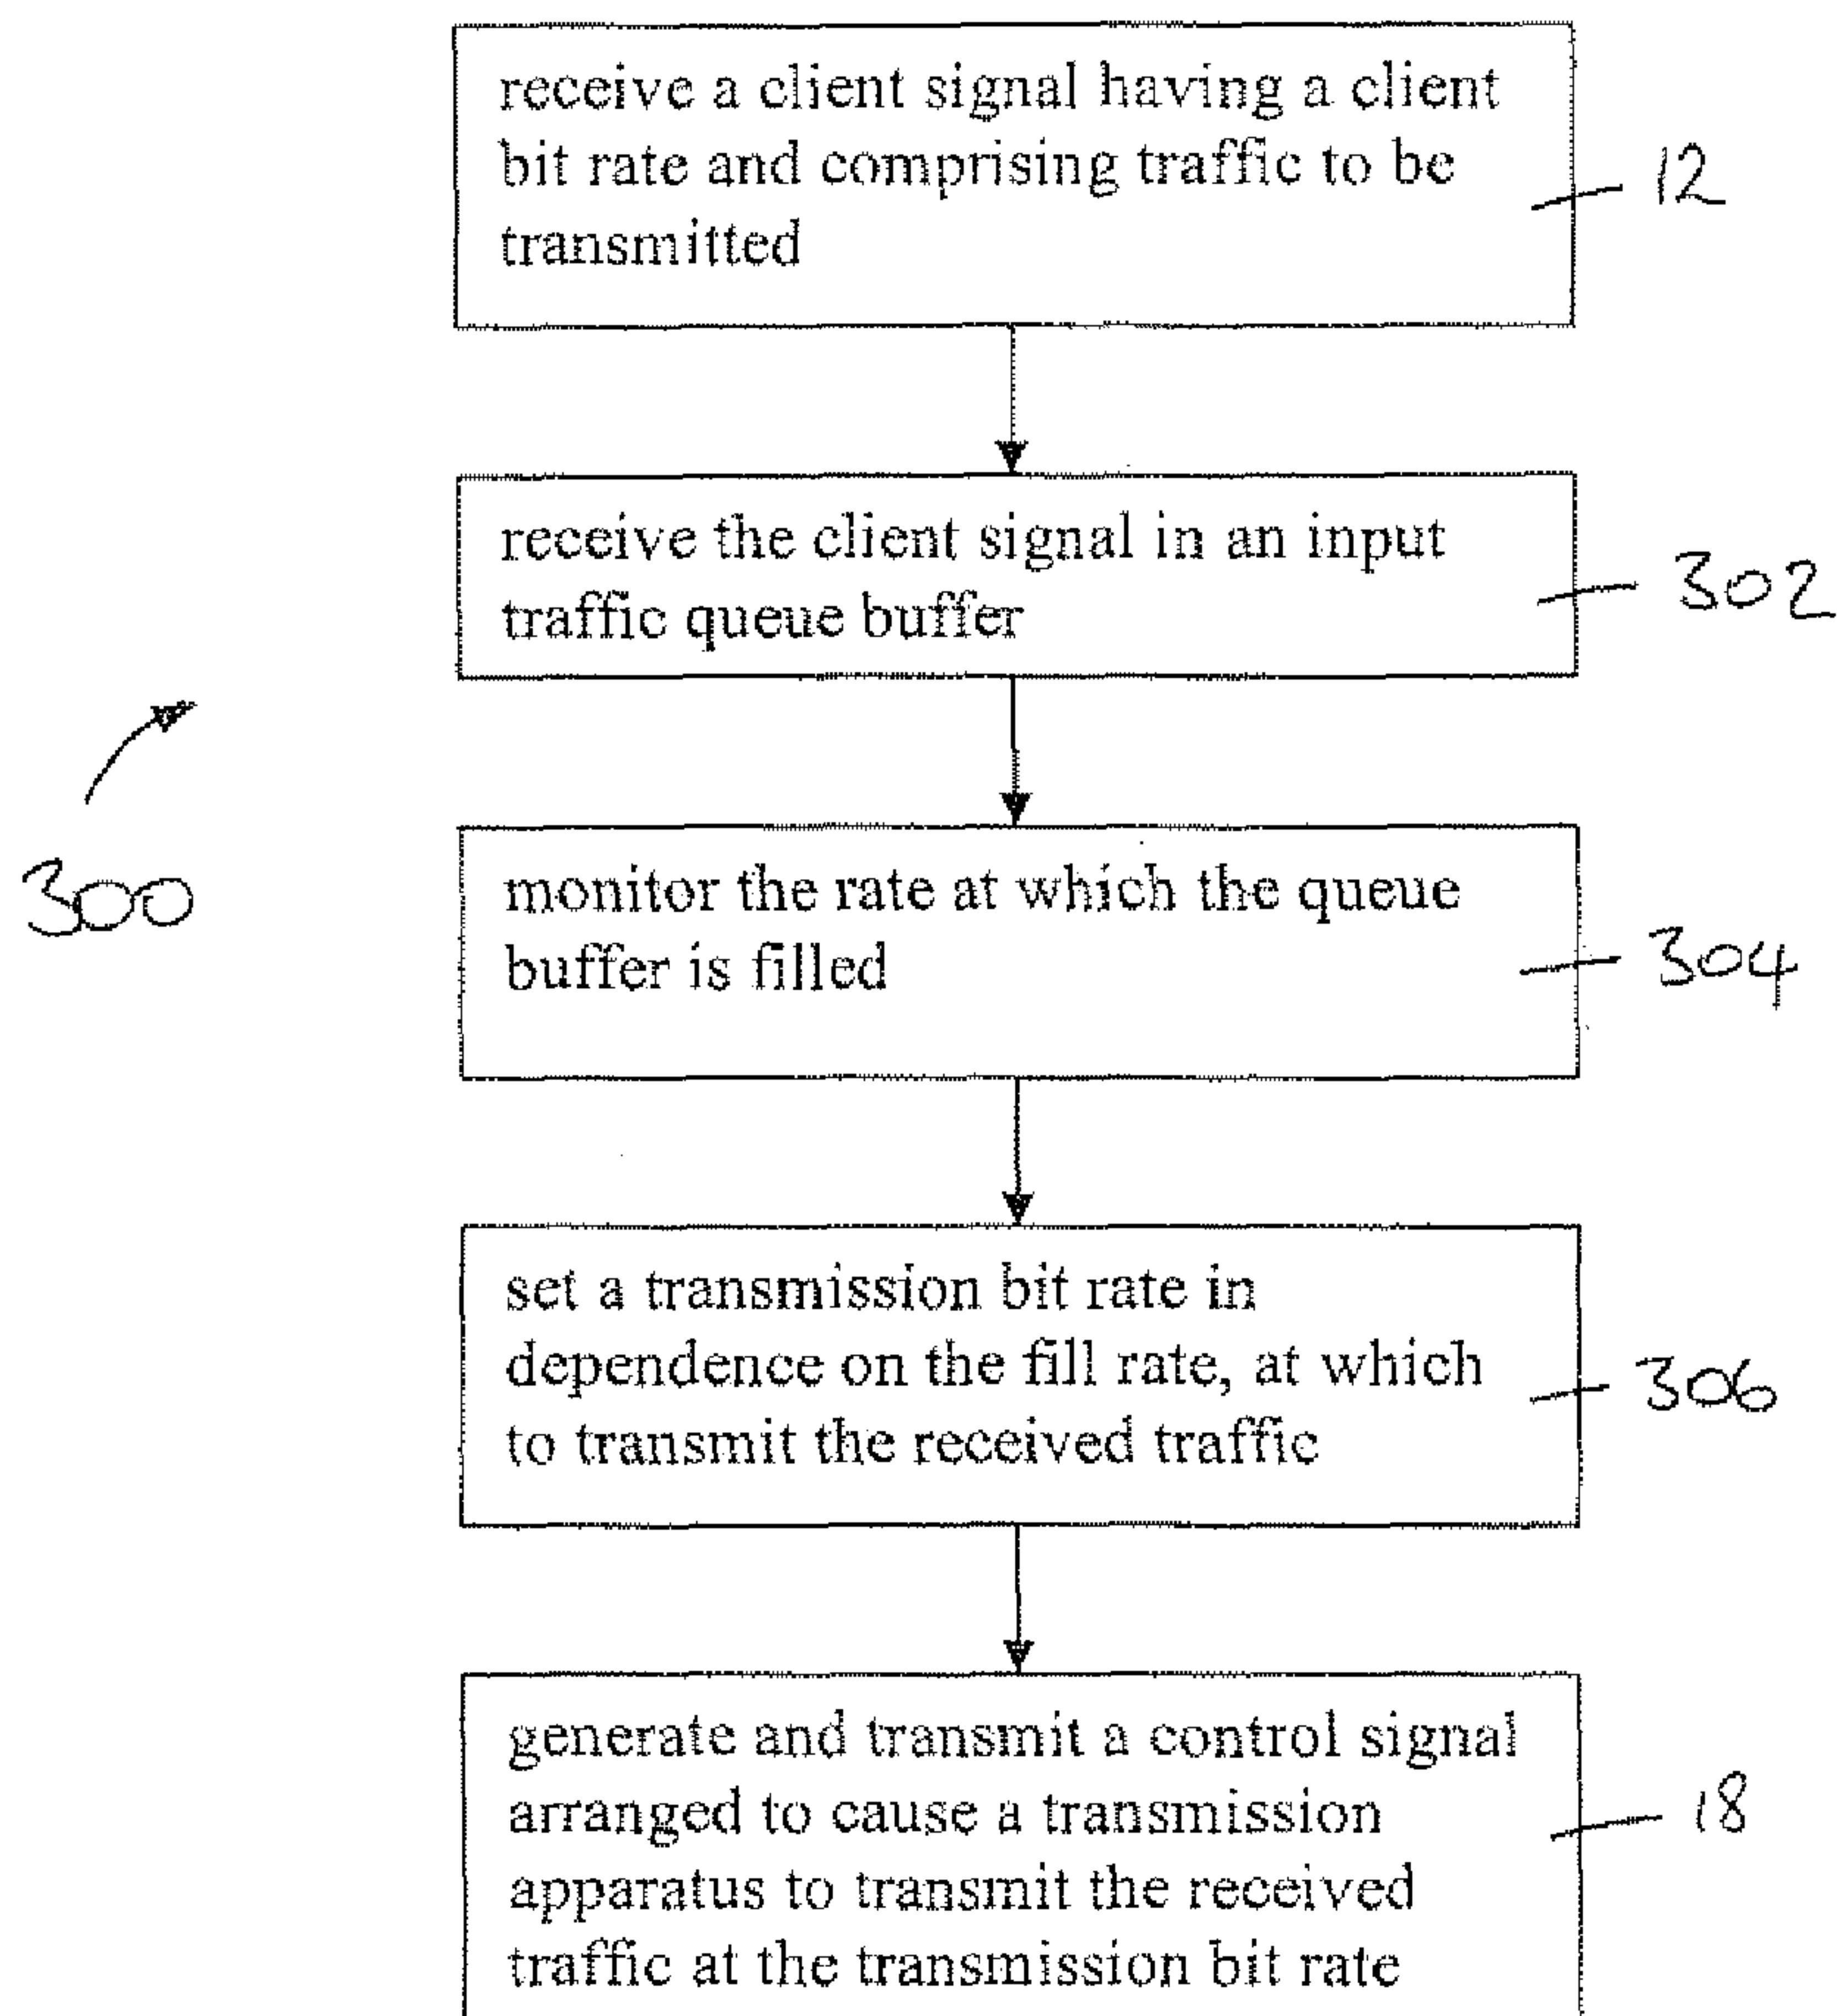 receive a client signal having a client
bit rate and comprising traffic to be
transmitted
12
receive the client signal in an input
traffic queue buffer
302
300
monitor the rate at which the queue
buffer is filled
304
set a transmission bit rate in
dependence on the fill rate, at which
to transmit the received traffic
306
generate and transmit a control signal
arranged to cause a transmission
apparatus to transmit the received
traffic at the transmission bit rate
18